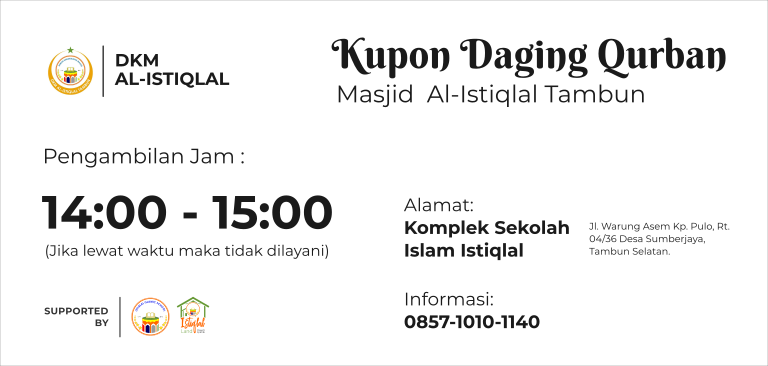 DKM
AL-ISTIQLAL
Kupon Daging Qurban
Masjid Al-Istiqlal Tambun
Pengambilan Jam :
14:00 - 15:00
(Jika lewat waktu maka tidak dilayani)
Alamat:
Komplek Sekolah
Islam Istiqlal
Jl. Warung Asem Kp. Pulo, Rt.
04/36 Desa Sumberjaya,
Tambun Selatan.
Informasi:
0857-1010-1140
SUPPORTED
BY
Istiqlal